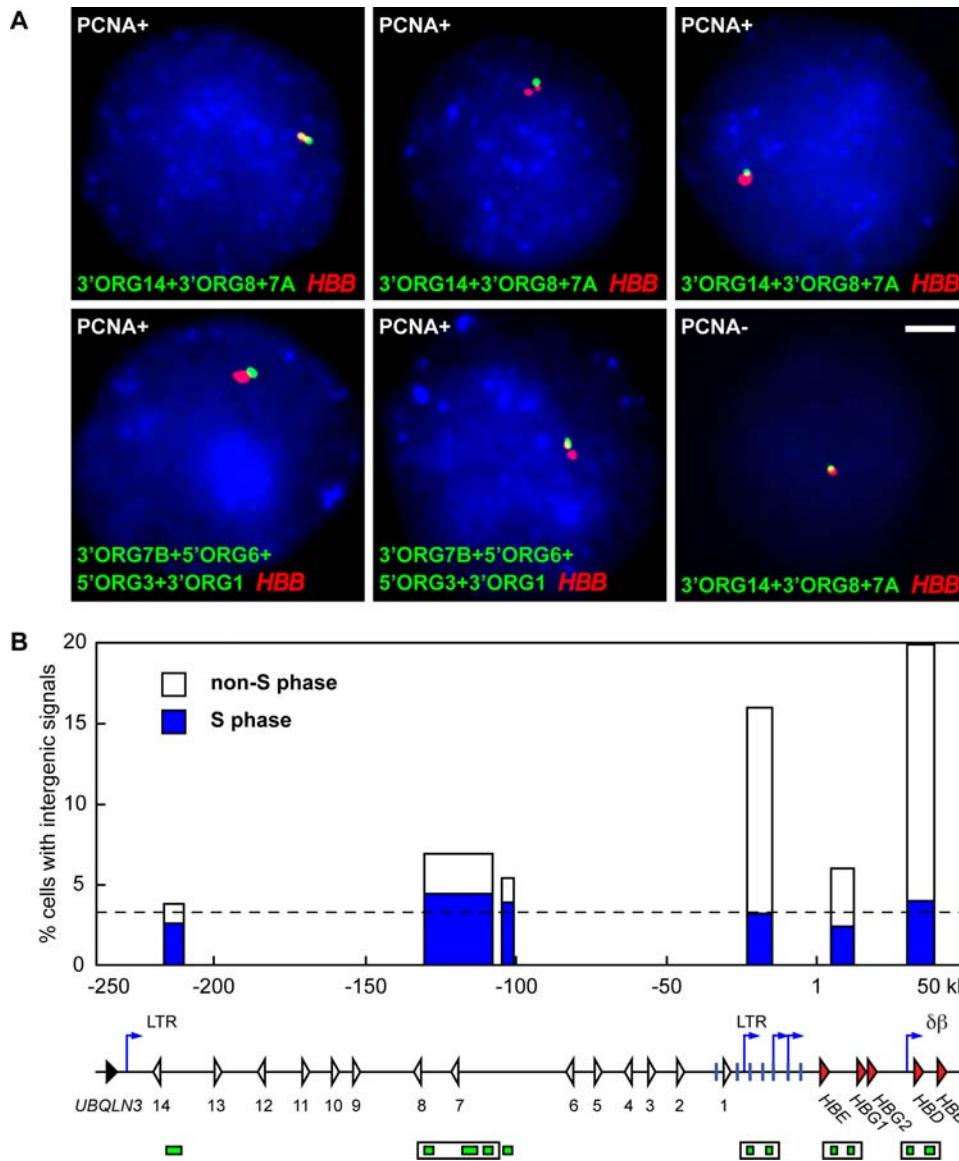 A
PCNA+
PCNA+
PCNA+
3'ORG14+3'ORG8+7A HBB
3'ORG14+3'ORG8+7A HBB
3'ORG14+3'ORG8+7A HBB
PCNA+
PCNA+
PCNA-
3'ORG7B+5'ORG6+
5'ORG3+3'ORG1 HBB
3'ORG7B+5'ORG6+
5'ORG3+3'ORG1 HBB
3'ORG14+3'ORG8+7A HBB
B
% cells with intergenic signals
20
15
10
5
0
non-S phase
S phase
-250 -200 -150 -100 -50 1 50
LTR LTR δβ
UBQLN3 14 13 12 11 10 9 8 7 6 5 4 3 2 1 HBE HBG1 HBG2 HBD